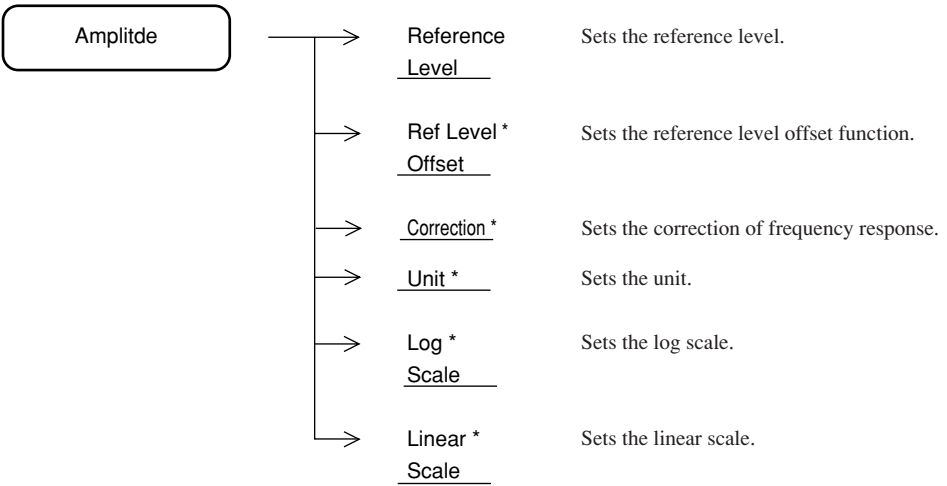 Amplitde
Reference Sets the reference level.
Level
Ref Level * Sets the reference level offset function.
Offset
Correction * Sets the correction of frequency response.
Unit * Sets the unit.
Log * Sets the log scale.
Scale
Linear * Sets the linear scale.
Scale